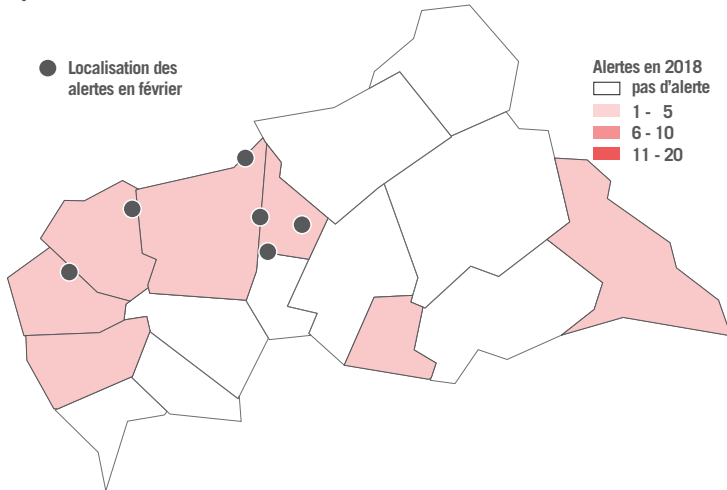 Localisation des
alertes en février
Alertes en 2018
pas d'alerte
1 - 5
6 - 10
11 - 20